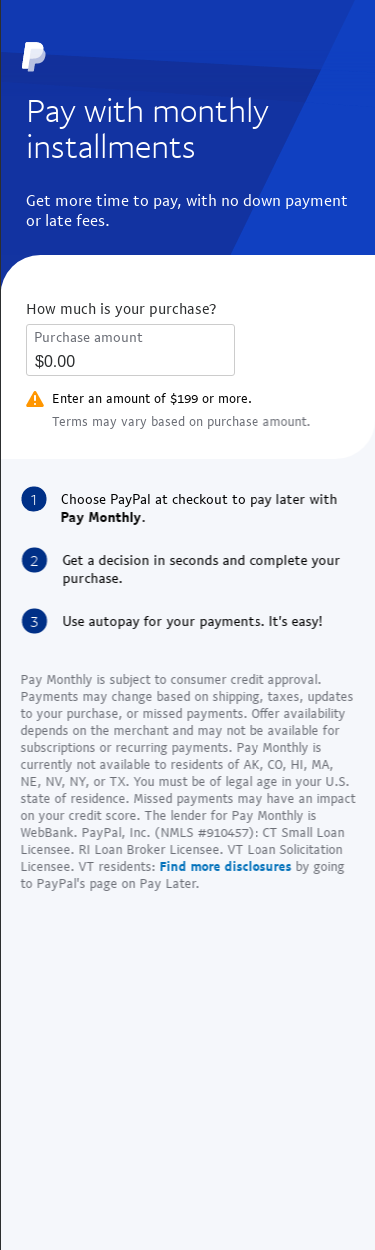 Pay with monthly
installments
Get more time to pay, with no down payment
or late fees.
How much is your purchase?
Purchase amount
$0.00
Enter an amount of $199 or more.
Terms may vary based on purchase amount.
1 Choose PayPal at checkout to pay later with
Pay Monthly.
2 Get a decision in seconds and complete your
purchase.
3 Use autopay for your payments. It's easy!
Pay Monthly is subject to consumer credit approval.
Payments may change based on shipping, taxes, updates
to your purchase, or missed payments. Offer availability
depends on the merchant and may not be available for
subscriptions or recurring payments. Pay Monthly is
currently not available to residents of AK, CO, HI, MA,
NE, NV, NY, or TX. You must be of legal age in your U.S.
state of residence. Missed payments may have an impact
on your credit score. The lender for Pay Monthly is
WebBank. PayPal, Inc. (NMLS #910457): CT Small Loan
Licensee. RI Loan Broker Licensee. VT Loan Solicitation
Licensee. VT residents: Find more disclosures by going
to PayPal's page on Pay Later.